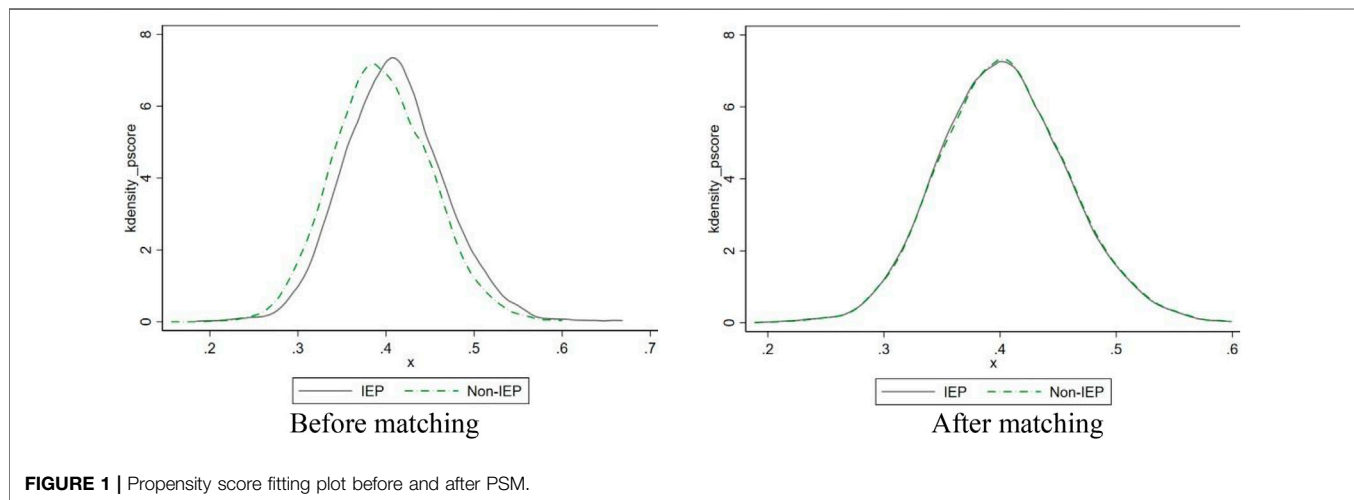 8
6
4
2
0
kdensity_pscore
.2 .3 .4 .5 .6 .7
x
IEP Non-IEP
Before matching
8
6
4
2
0
kdensity_pscore
.2 .3 .4 .5 .6
x
IEP Non-IEP
After matching
FIGURE 1 | Propensity score fitting plot before and after PSM.